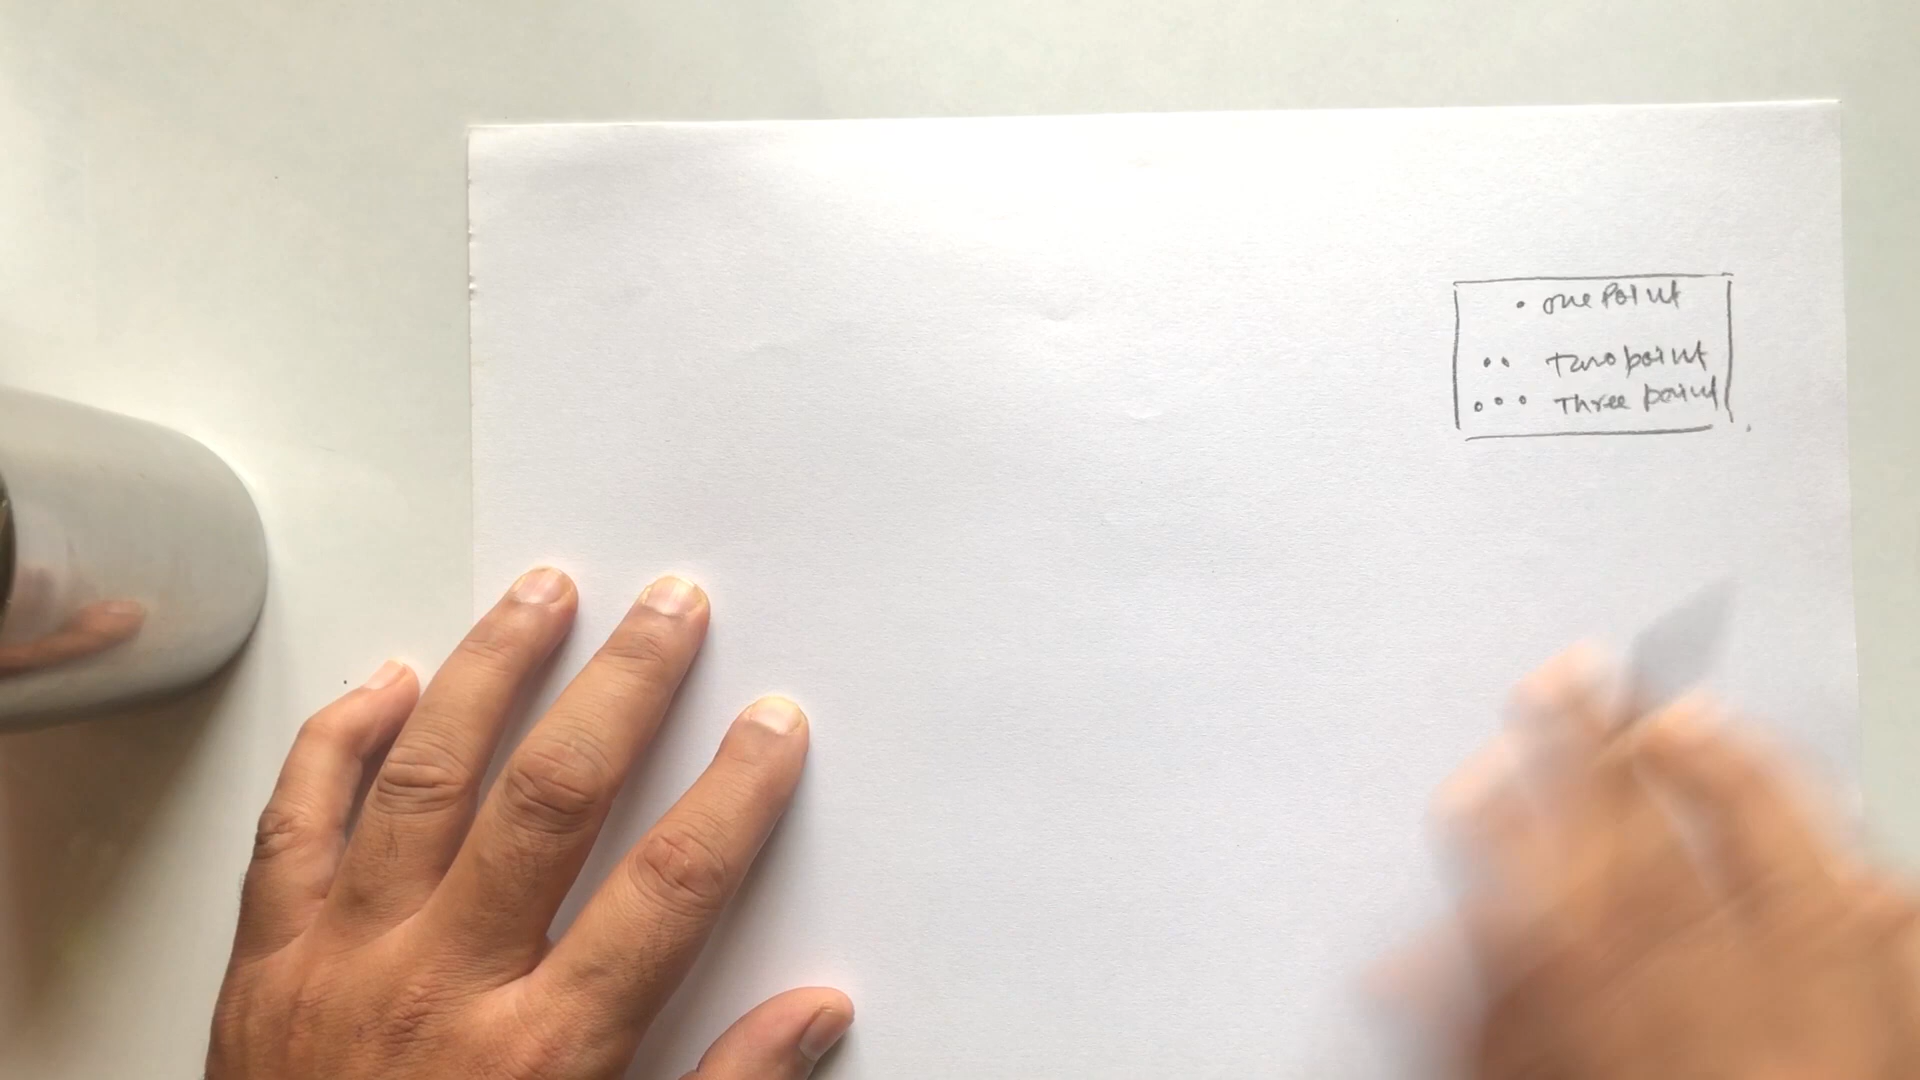 • one Point
•• Two point
••• Three point